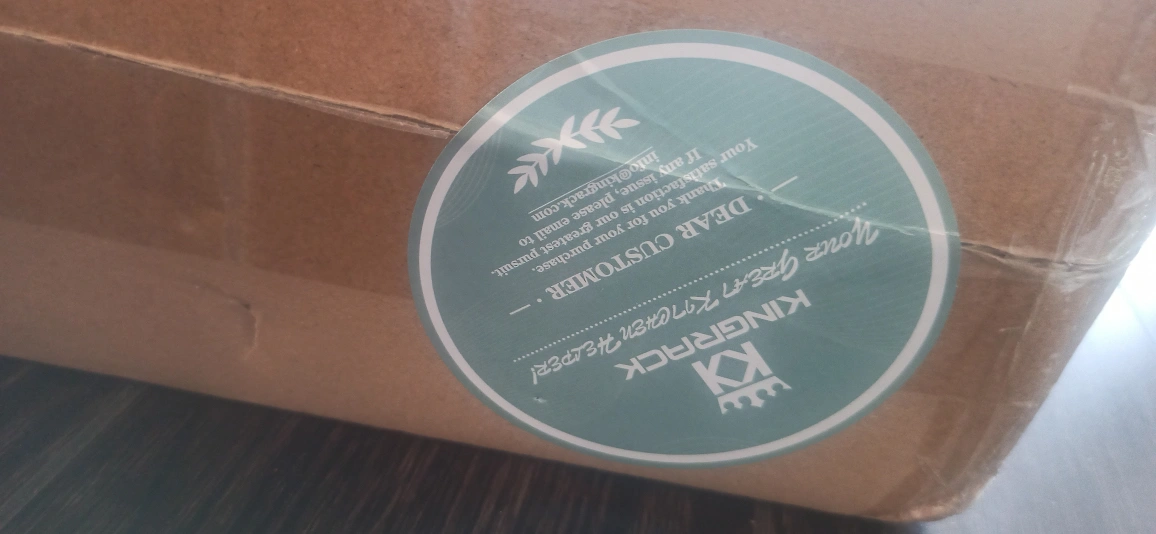 KINGRACK
YOUR GREAT KITCHEN HELPER!
DEAR CUSTOMER
Thank you for your purchase.
Your satisfaction is our greatest pursuit.
If any issue, please email to
info@kingrack.com